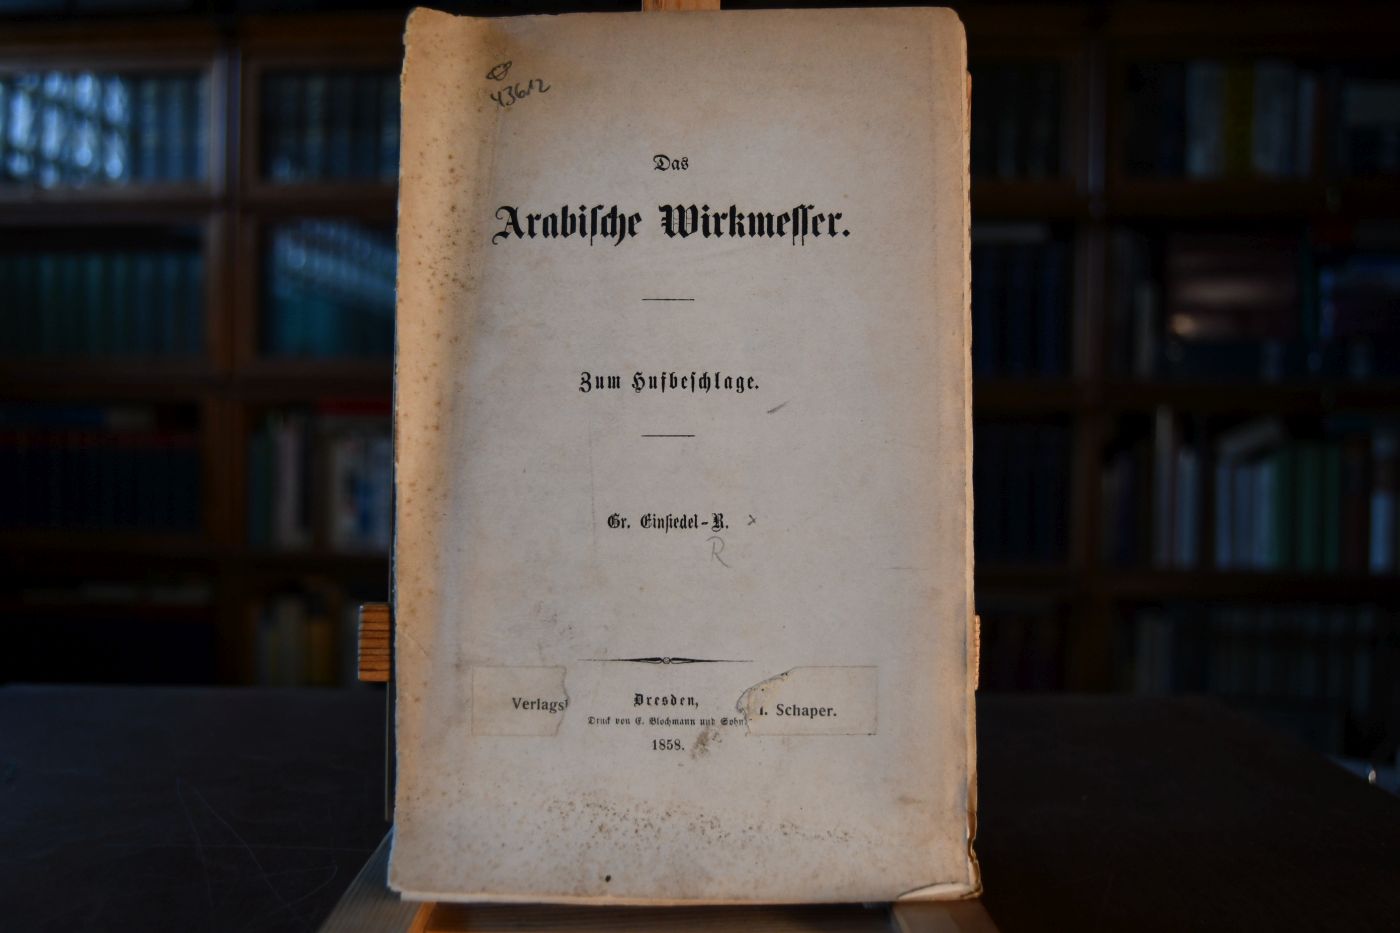 43612
Das
Arabische Wirkmesser.
Zum Hufbeschlage.
Gr. Einsiedel-R. x
R
Dresden,
Verlags
Schaper.
Druck von E. Blochmann und Sohn.
1858.